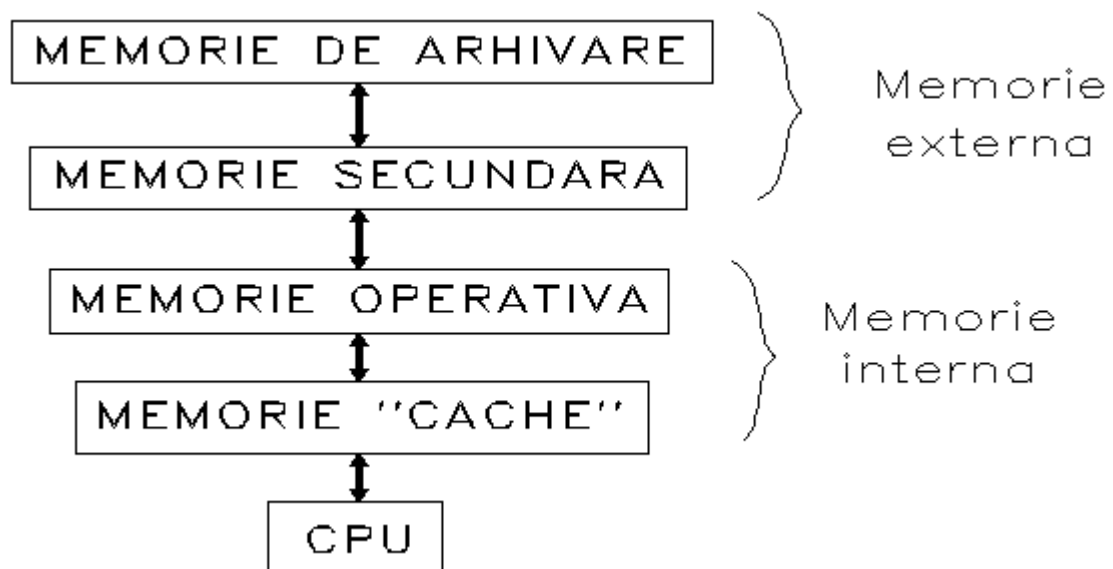 MEMORIE DE ARHIVARE
Memorie
externa
MEMORIE SECUNDARA
MEMORIE OPERATIVA
Memorie
interna
MEMORIE "CACHE"
CPU